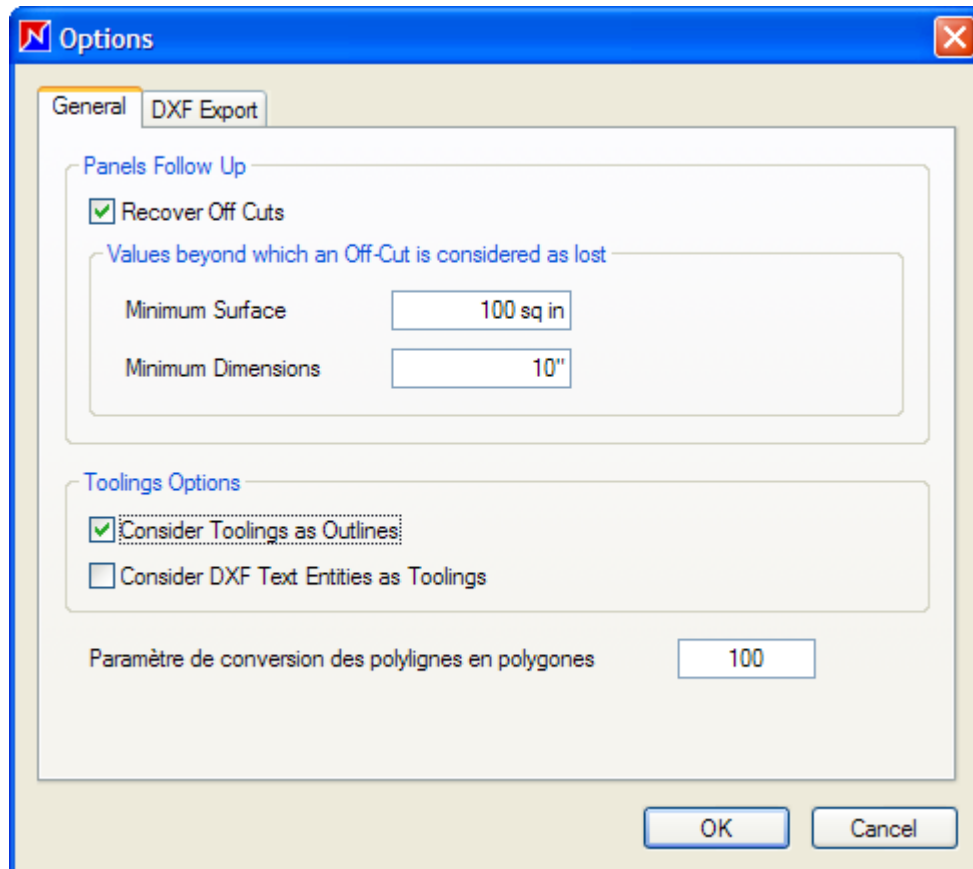 Options
General
DXF Export
Panels Follow Up
Recover Off Cuts
Values beyond which an Off-Cut is considered as lost
Minimum Surface
100 sq in
Minimum Dimensions
10"
Toolings Options
Consider Toolings as Outlines
Consider DXF Text Entities as Toolings
Paramètre de conversion des polylignes en polygones
100
OK
Cancel